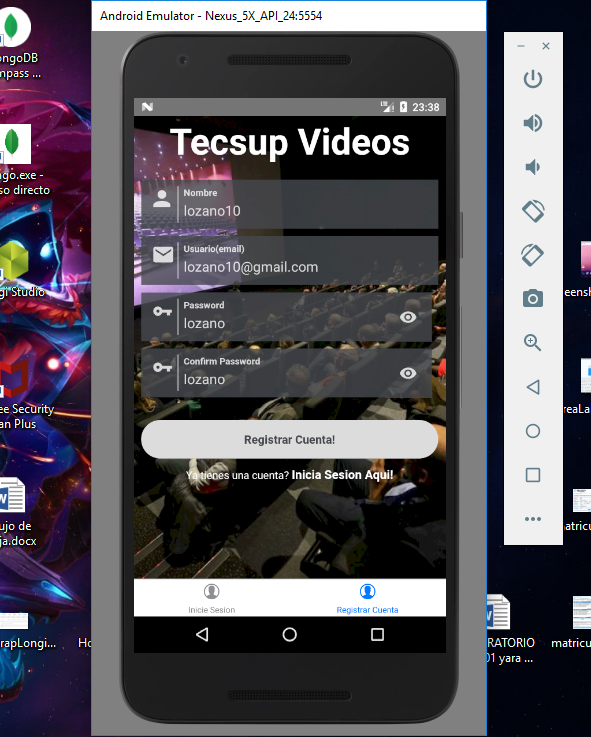 Android Emulator - Nexus_5X_API_24:5554
ongoDB
mpass ...
ngo.exe -
so directo
gi Studio
ee Security
an Plus
ujo de
ja.docx
rapLongi...
23:38
Tecsup Videos
Nombre
lozano10
Usuario(email)
lozano10@gmail.com
Password
lozano
Confirm Password
lozano
Registrar Cuenta!
Ya tienes una cuenta? Inicia Sesion Aqui!
Inicie Sesion
Registrar Cuenta
Ho
eensh
reaLa
matricu
RATORIO
01 yara ...
matricu